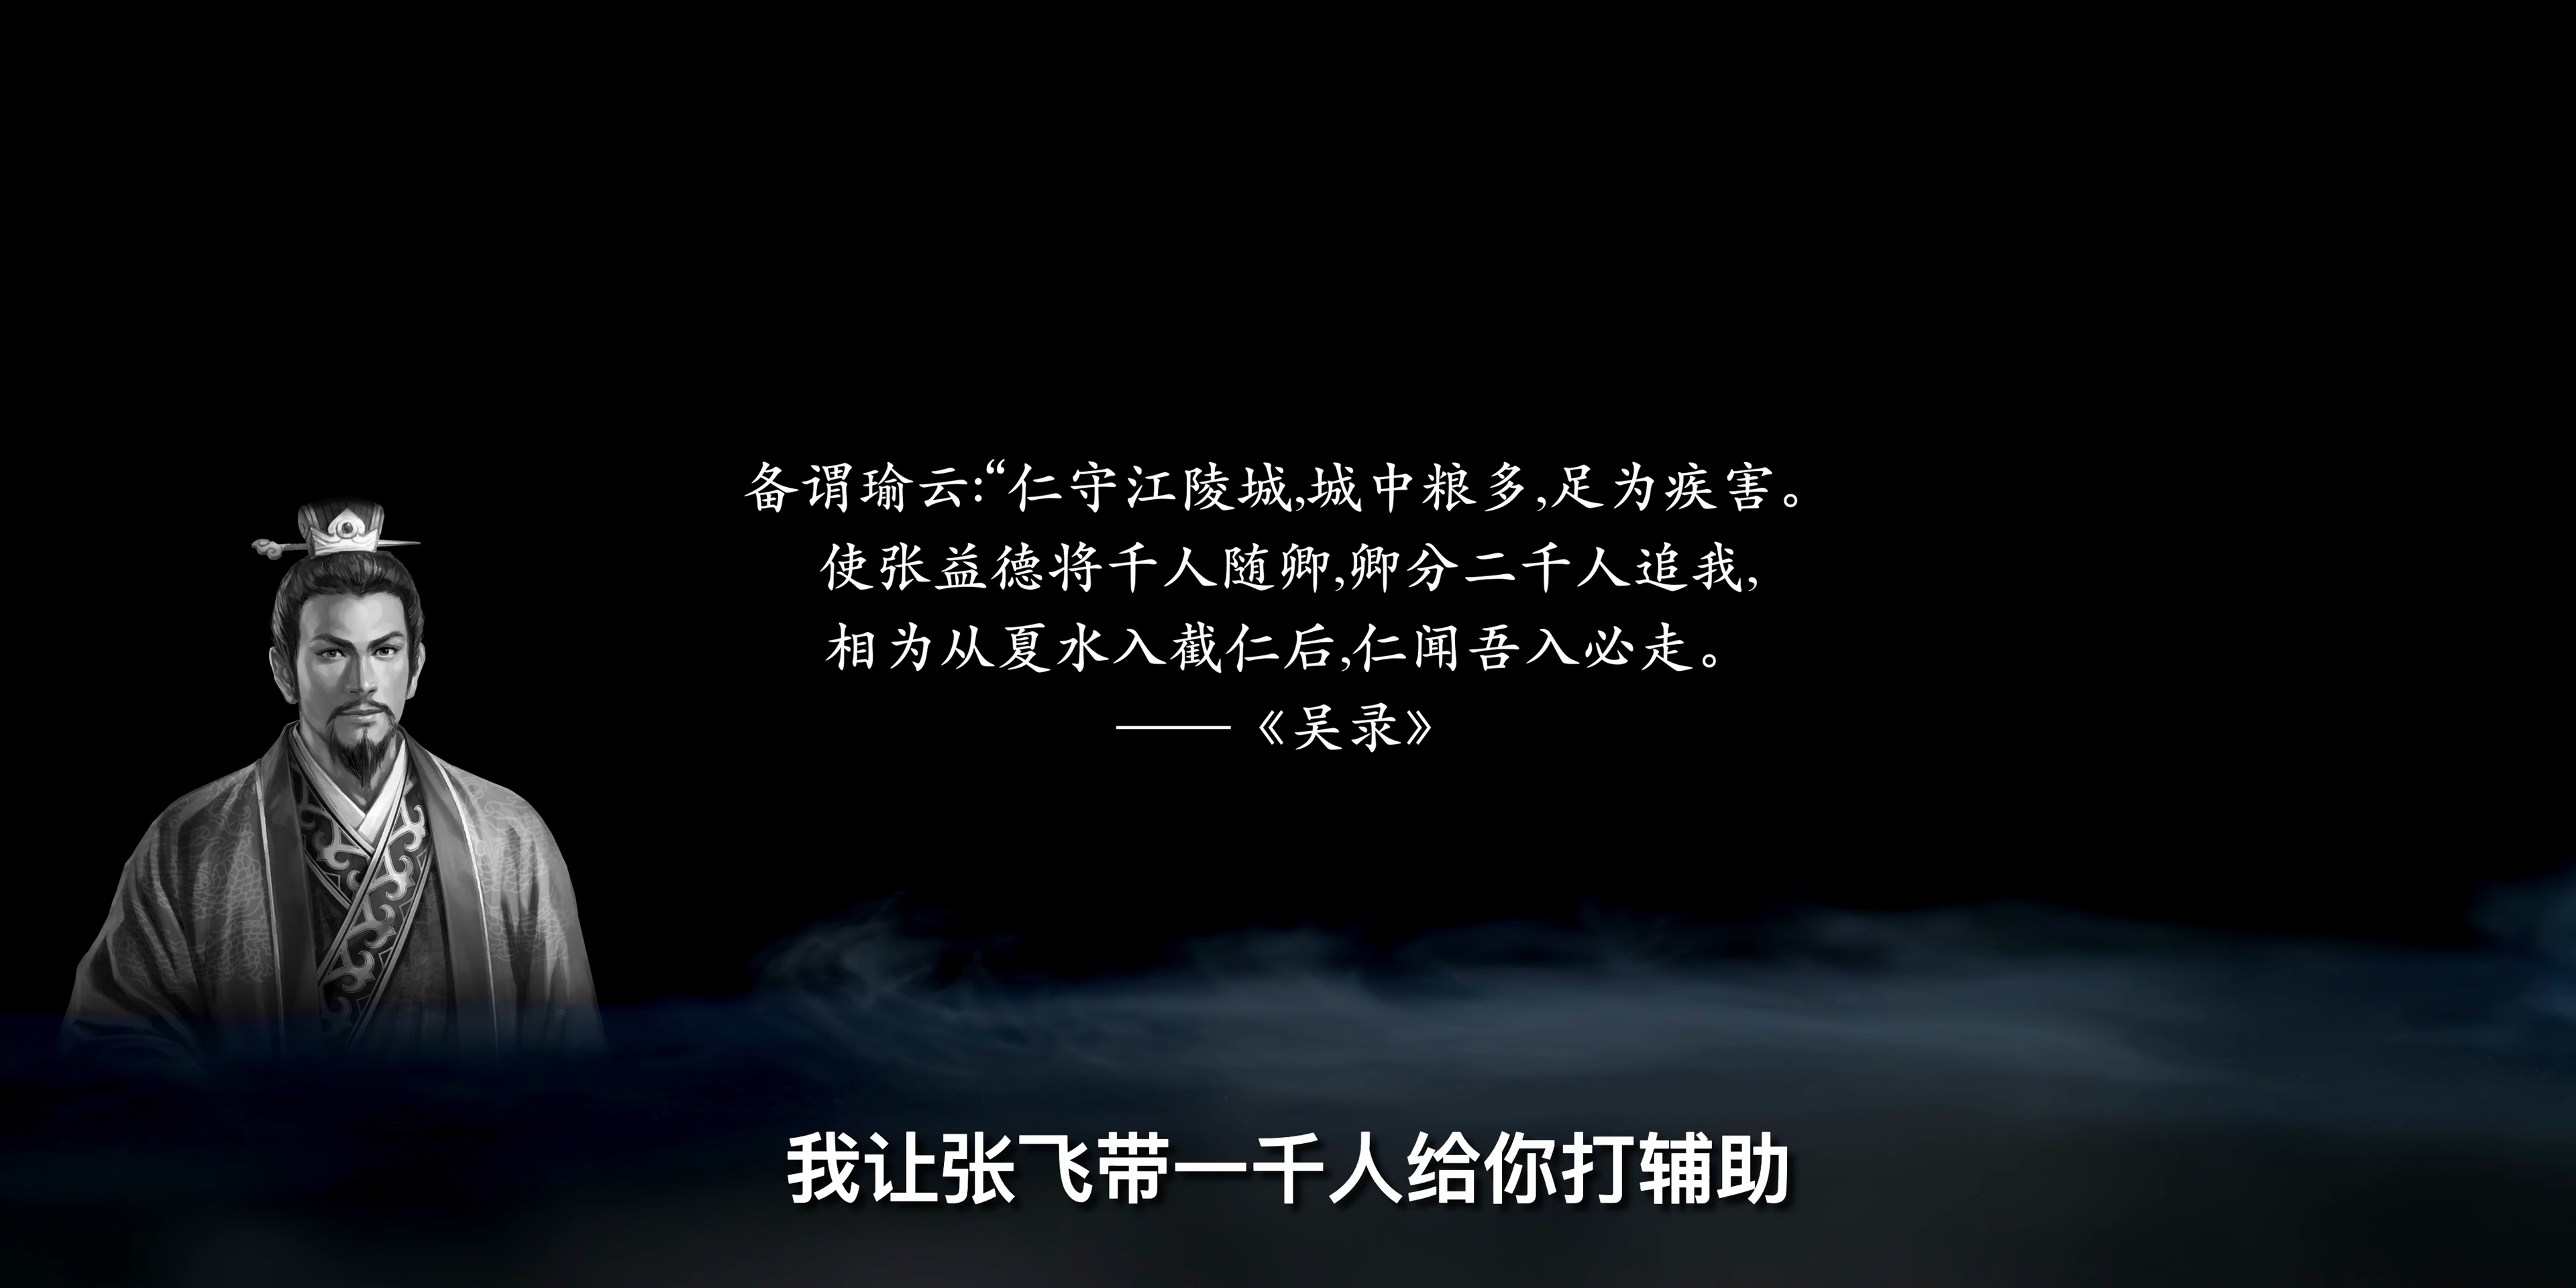 备谓瑜云:“仁守江陵城,城中粮多,足为疾害。
使张益德将千人随卿,卿分二千人追我,
相为从夏水入截仁后,仁闻吾入必走。
——《吴录》
我让张飞带一千人给你打辅助